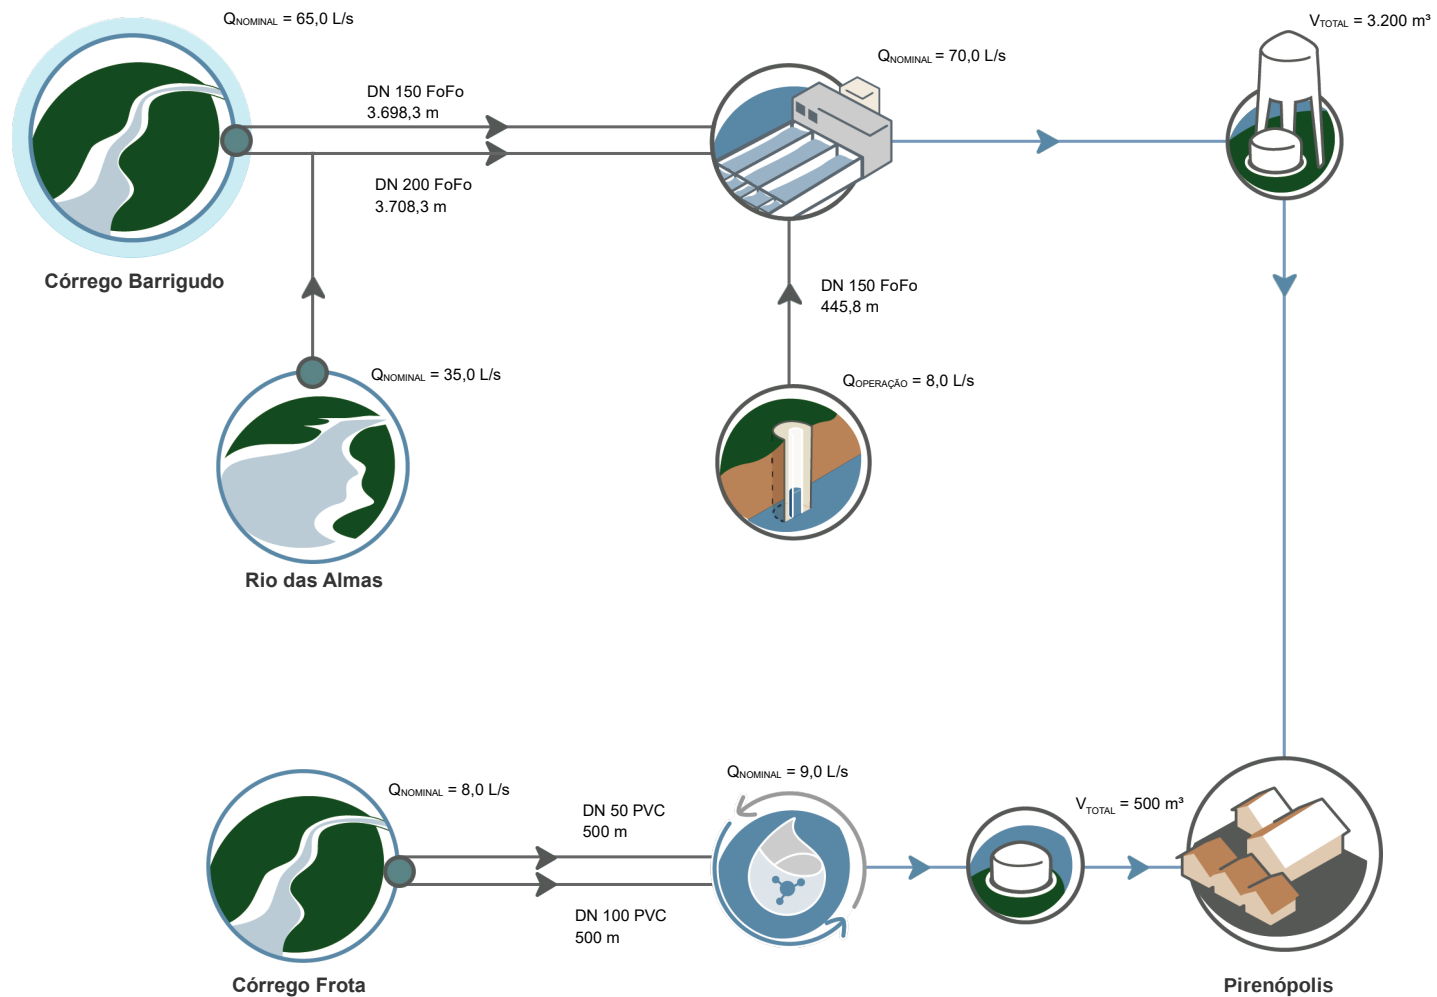 QNOMINAL = 65,0 L/s
VTOTAL = 3.200 m³
QNOMINAL = 70,0 L/s
DN 150 FoFo
3.698,3 m
DN 200 FoFo
3.708,3 m
Córrego Barrigudo
DN 150 FoFo
445,8 m
QNOMINAL = 35,0 L/s
QOPERAÇÃO = 8,0 L/s
Rio das Almas
QNOMINAL = 8,0 L/s
QNOMINAL = 9,0 L/s
DN 50 PVC
500 m
VTOTAL = 500 m³
DN 100 PVC
500 m
Córrego Frota
Pirenópolis